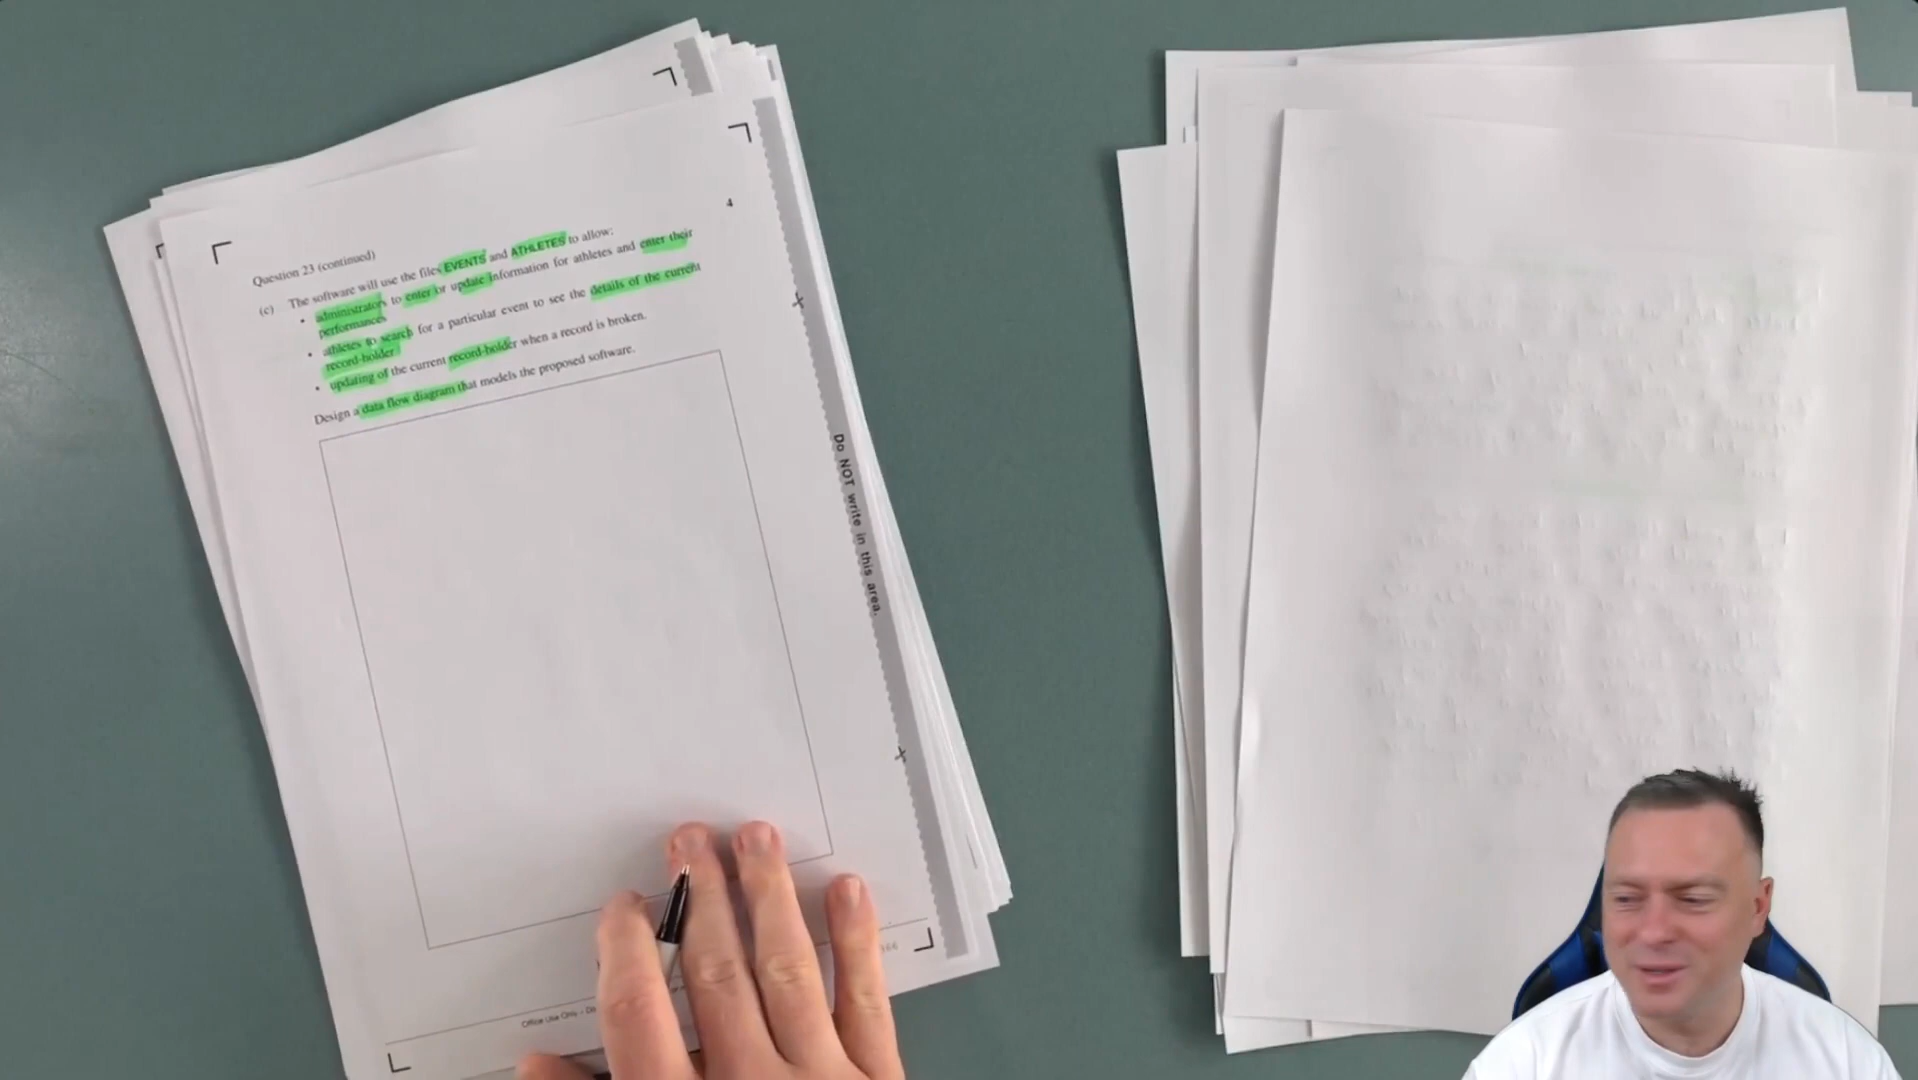 4
Question 23 (continued)
(c) The software will use the files EVENTS and ATHLETES to allow:
• administrators to enter or update information for athletes and enter their
performances
• athletes to search for a particular event to see the details of the current
record-holder
• updating of the current record-holder when a record is broken.
Design a data flow diagram that models the proposed software.
Do NOT write in this area.
Office Use Only –